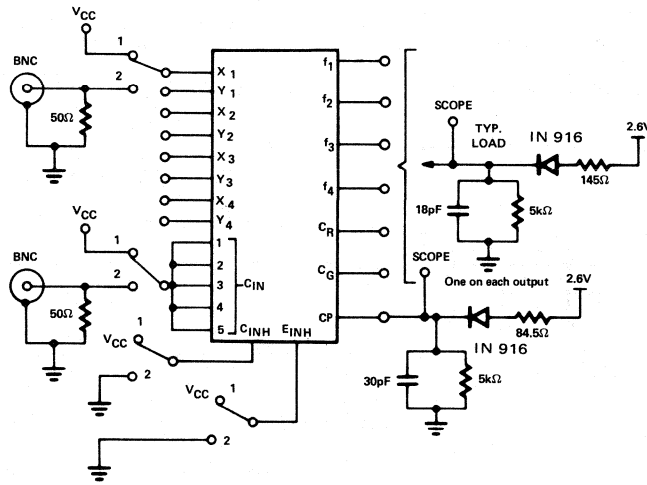 VCC
1
BNC
2
50Ω
X1
Y1
X2
Y2
X3
Y3
X4
Y4
VCC
1
BNC
2
50Ω
1
2
3
4
5
CIN
CINH
EINH
1
VCC
2
VCC
1
2
f1
f2
f3
f4
CR
CG
CP
SCOPE
TYP.
LOAD
IN 916
2.6V
145Ω
18pF
5kΩ
SCOPE
One on each output
2.6V
84.5Ω
IN 916
30pF
5kΩ